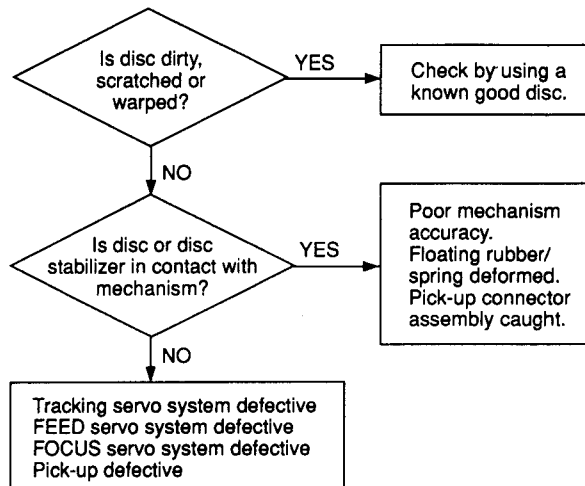 Is disc dirty,
scratched or
warped?
YES
Check by using a
known good disc.
NO
Is disc or disc
stabilizer in contact with
mechanism?
YES
Poor mechanism
accuracy.
Floating rubber/
spring deformed.
Pick-up connector
assembly caught.
NO
Tracking servo system defective
FEED servo system defective
FOCUS servo system defective
Pick-up defective